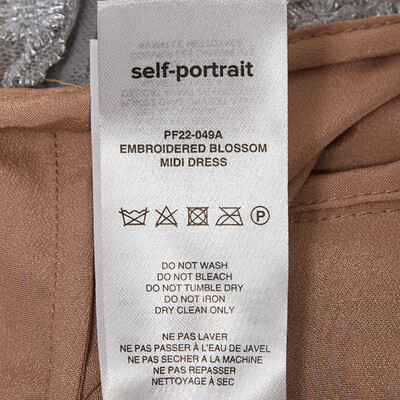 self-portrait
PF22-049A
EMBROIDERED BLOSSOM
MIDI DRESS
P
DO NOT WASH
DO NOT BLEACH
DO NOT TUMBLE DRY
DO NOT IRON
DRY CLEAN ONLY
NE PAS LAVER
NE PAS PASSER À L'EAU DE JAVEL
NE PAS SECHER A LA MACHINE
NE PAS REPASSER
NETTOYAGE À SEC